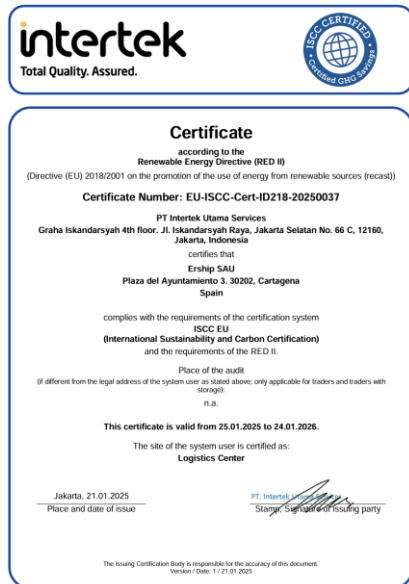 intertek
Total Quality. Assured.
ISCC CERTIFIED
Certified GHG Savings
Certificate
according to the
Renewable Energy Directive (RED II)
(Directive (EU) 2018/2001 on the promotion of the use of energy from renewable sources (recast))
Certificate Number: EU-ISCC-Cert-ID218-20250037
PT Intertek Utama Services
Graha Iskandarsyah 4th floor. Jl. Iskandarsyah Raya, Jakarta Selatan No. 66 C, 12160,
Jakarta, Indonesia
certifies that
Ership SAU
Plaza del Ayuntamiento 3. 30202, Cartagena
Spain
complies with the requirements of the certification system
ISCC EU
(International Sustainability and Carbon Certification)
and the requirements of the RED II.
Place of the audit
(if different from the legal address of the system user as stated above; only applicable for traders and traders with
storage):
n.a.
This certificate is valid from 25.01.2025 to 24.01.2026.
The site of the system user is certified as:
Logistics Center
Jakarta, 21.01.2025
Place and date of issue
PT. Intertek Utama Services
Stamp, Signature of issuing party
The issuing Certification Body is responsible for the accuracy of this document.
Version / Date: 1 / 21.01.2025